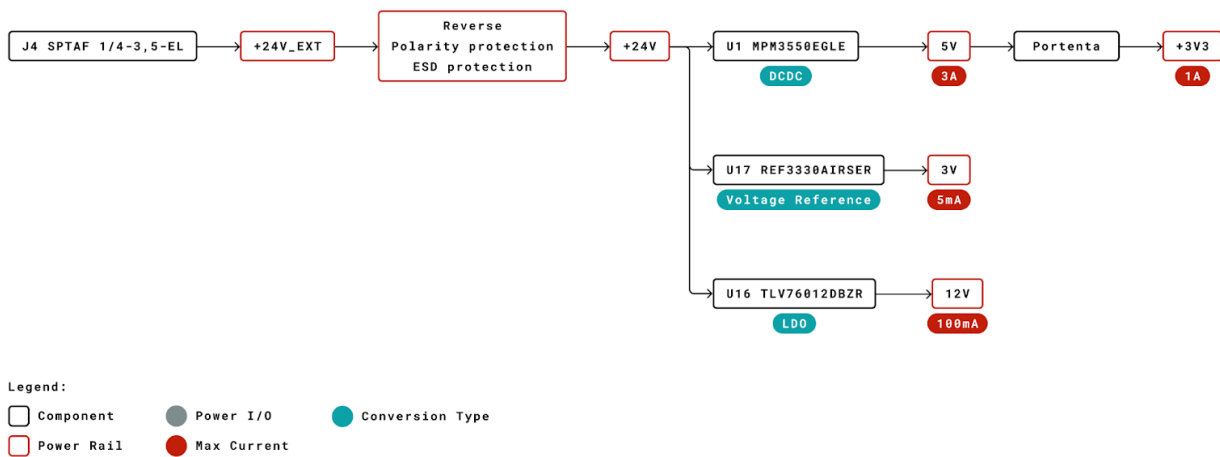 J4 SPTAF 1/4-3,5-EL
+24V_EXT
Reverse
Polarity protection
ESD protection
+24V
U1 MPM3550EGLE
DCDC
5V
3A
Portenta
+3V3
1A
U17 REF3330AIRSER
Voltage Reference
3V
5mA
U16 TLV76012DBZR
LDO
12V
100mA
Legend:
Component
Power I/O
Conversion Type
Power Rail
Max Current